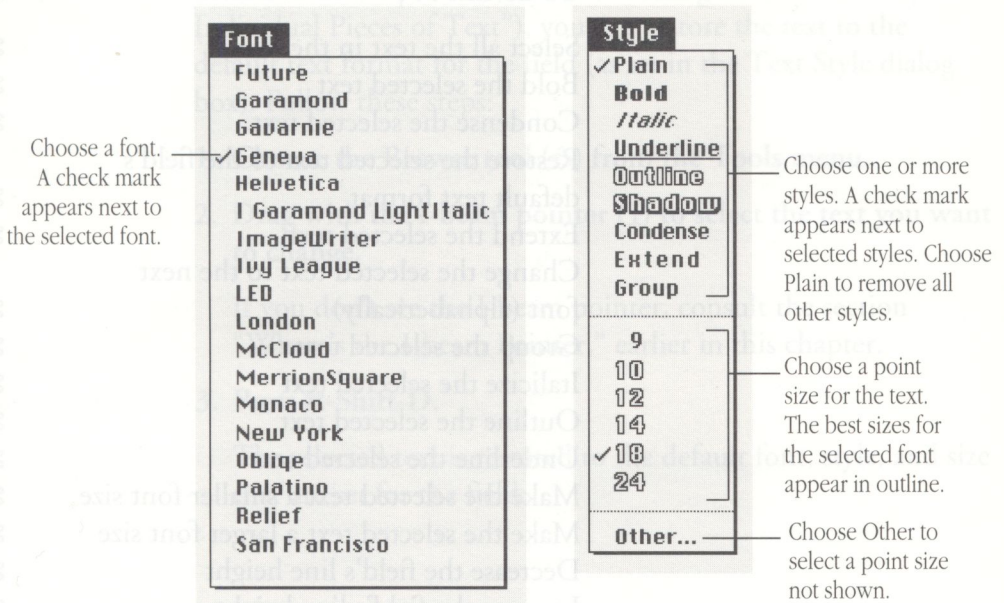 Font
Future
Garamond
Gavarnie
✓Geneva
Helvetica
I Garamond LightItalic
ImageWriter
Ivy League
LED
London
McCloud
MerrionSquare
Monaco
New York
Obliqe
Palatino
Relief
San Francisco
Choose a font.
A check mark
appears next to
the selected font.
Style
✓Plain
Bold
Italic
Underline
Outline
Shadow
Condense
Extend
Group
9
10
12
14
✓18
24
Other...
Choose one or more
styles. A check mark
appears next to
selected styles. Choose
Plain to remove all
other styles.
Choose a point
size for the text.
The best sizes for
the selected font
appear in outline.
Choose Other to
select a point size
not shown.